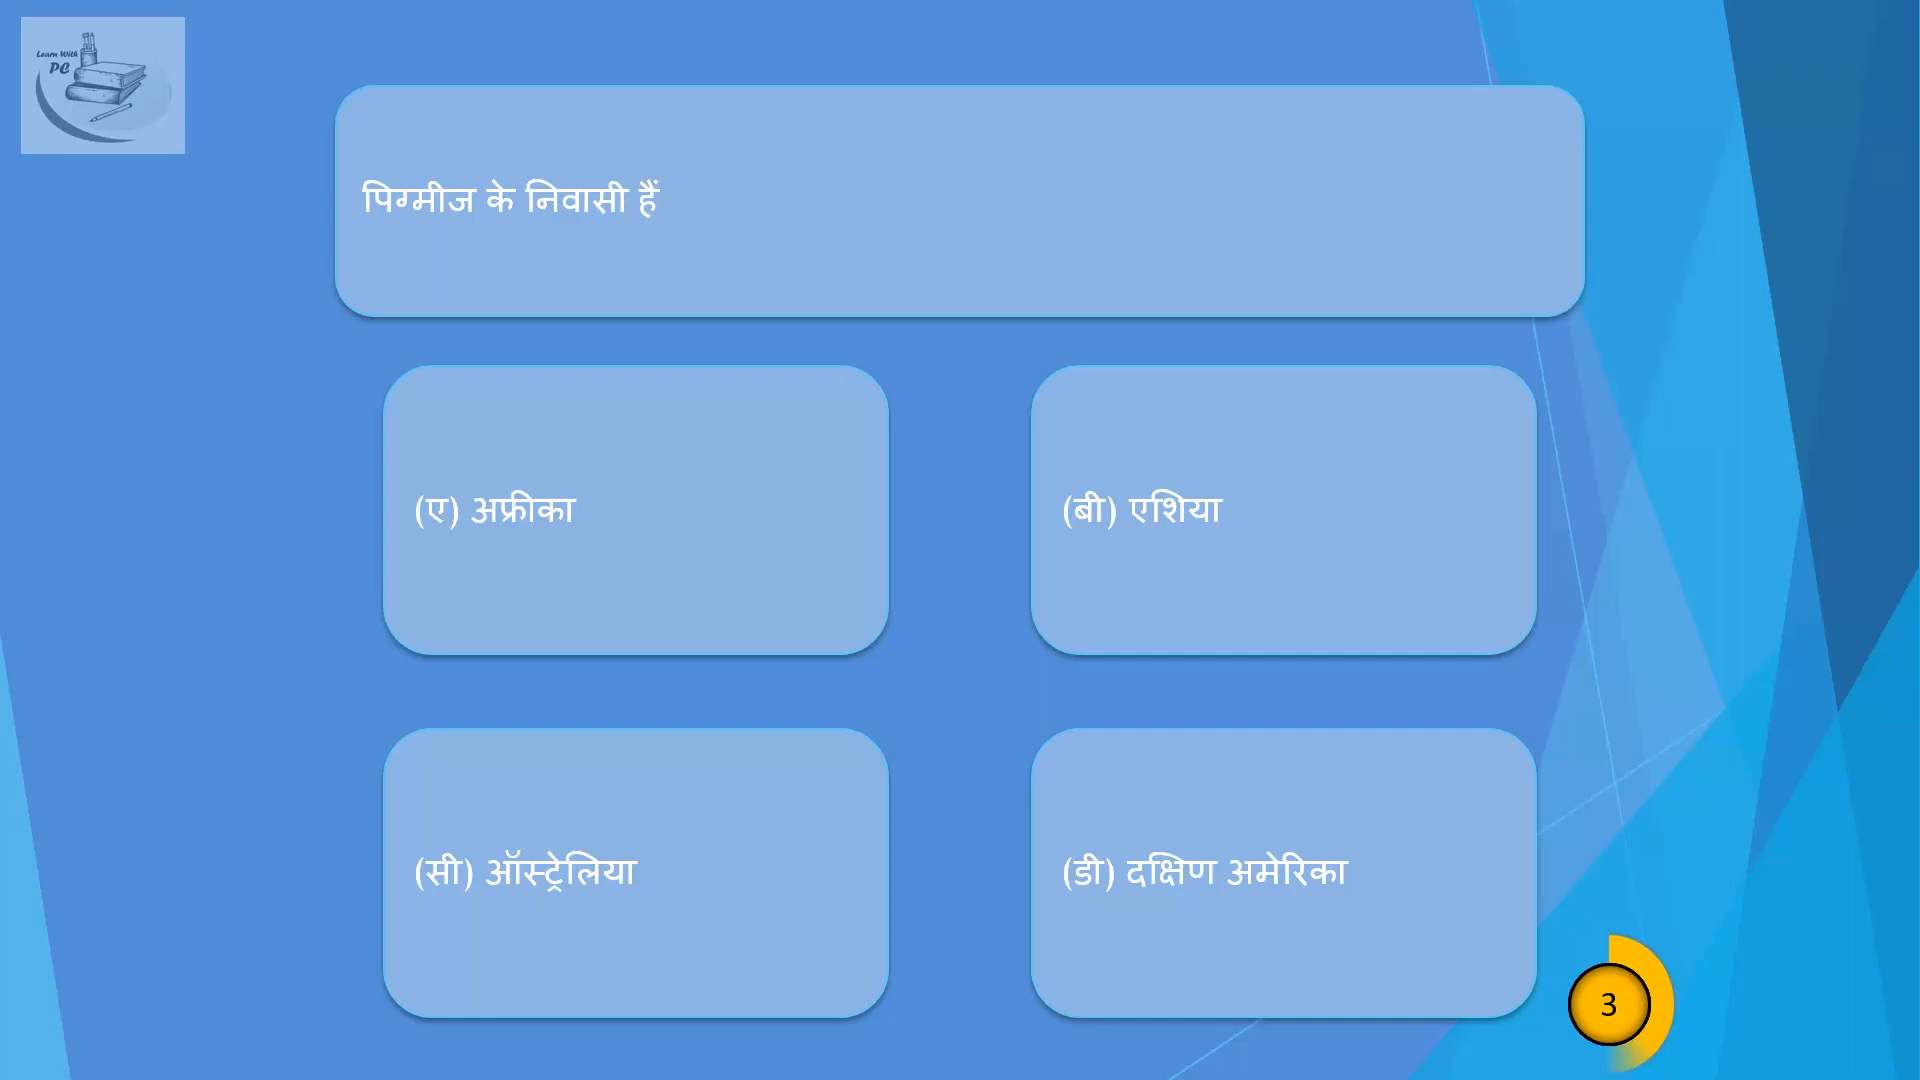 Learn With
PC
पिग्मीज के निवासी हैं
(ए) अफ्रीका
(बी) एशिया
(सी) ऑस्ट्रेलिया
(डी) दक्षिण अमेरिका
3